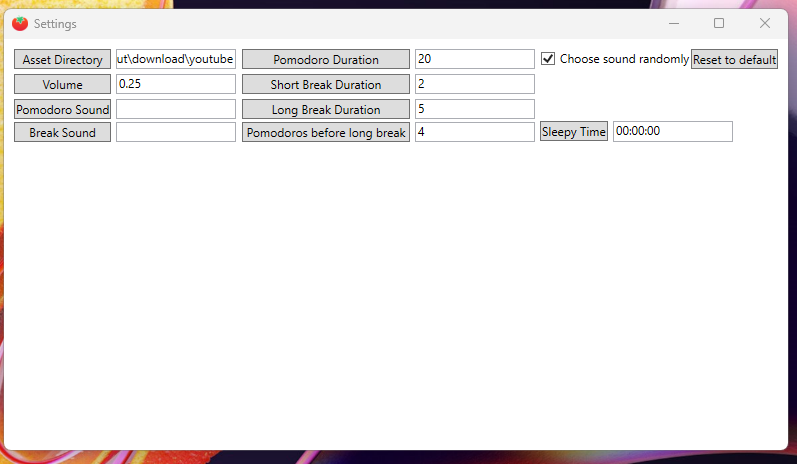 Settings
Asset Directory ut\download\youtube Pomodoro Duration 20 Choose sound randomly Reset to default
Volume 0.25 Short Break Duration 2
Pomodoro Sound Long Break Duration 5
Break Sound Pomodoros before long break 4 Sleepy Time 00:00:00